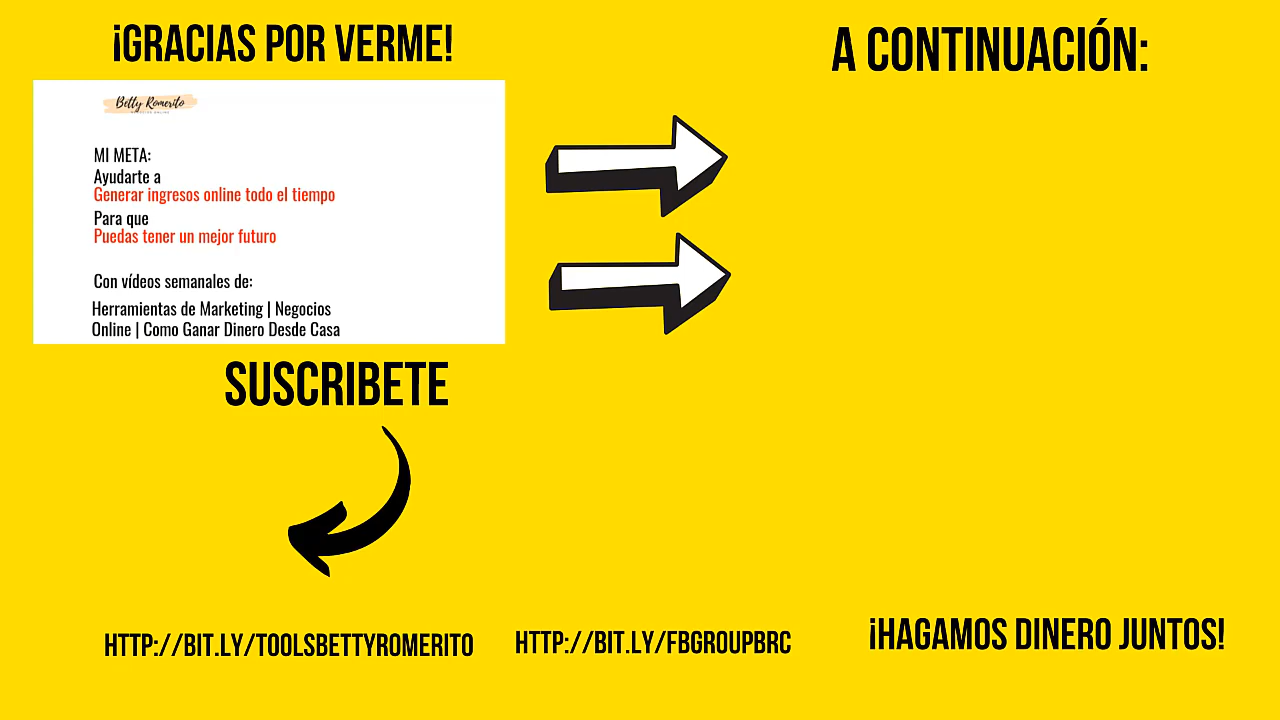 ¡GRACIAS POR VERME!
A CONTINUACIÓN:
Betty Romerito
MI META:
Ayudarte a
Generar ingresos online todo el tiempo
Para que
Puedas tener un mejor futuro
Con vídeos semanales de:
Herramientas de Marketing | Negocios
Online | Como Ganar Dinero Desde Casa
SUSCRIBETE
HTTP://BIT.LY/TOOLSBETTYROMERITO
HTTP://BIT.LY/FBGROUPBRC
¡HAGAMOS DINERO JUNTOS!